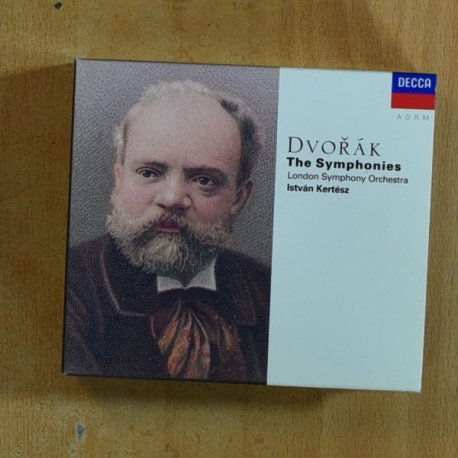 DECCA
ADRM
DVOŘÁK
The Symphonies
London Symphony Orchestra
István Kertész